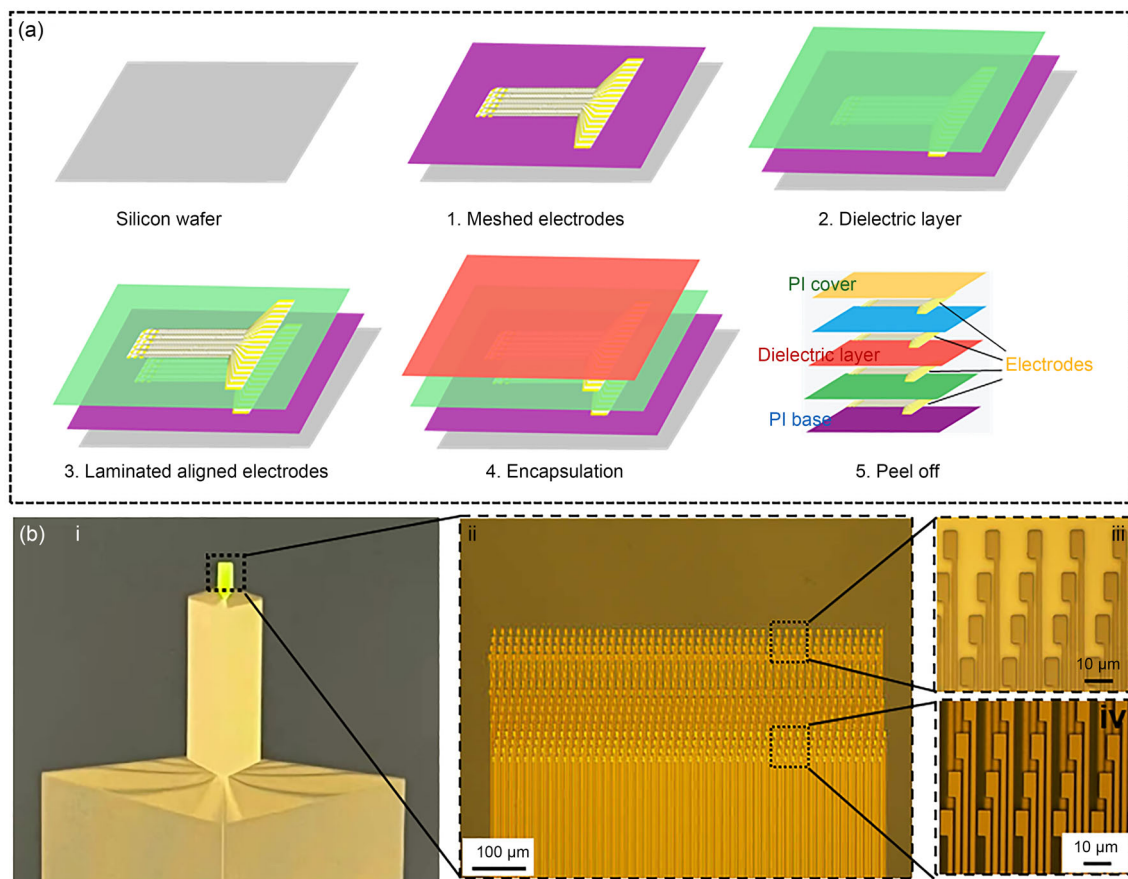 (a)
Silicon wafer
1. Meshed electrodes
2. Dielectric layer
3. Laminated aligned electrodes
4. Encapsulation
PI cover
Dielectric layer
Electrodes
PI base
5. Peel off
(b)
i
ii
100 µm
iii
10 µm
iv
10 µm